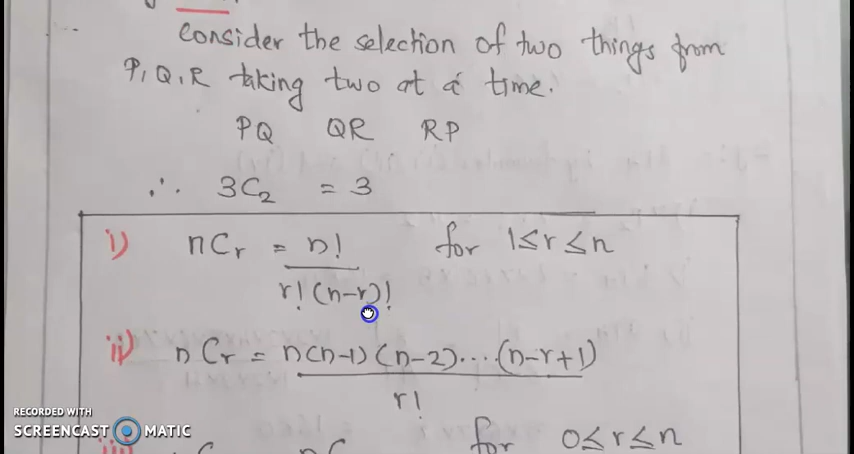 Consider the selection of two things from
P, Q, R taking two at a time.
PQ QR RP
∴ 3C₂ = 3
i) nCr = n! / r!(n-r)! for 1≤r≤n
ii) nCr = n(n-1)(n-2)...(n-r+1) / r!
for 0≤r≤n
RECORDED WITH
SCREENCAST MATIC